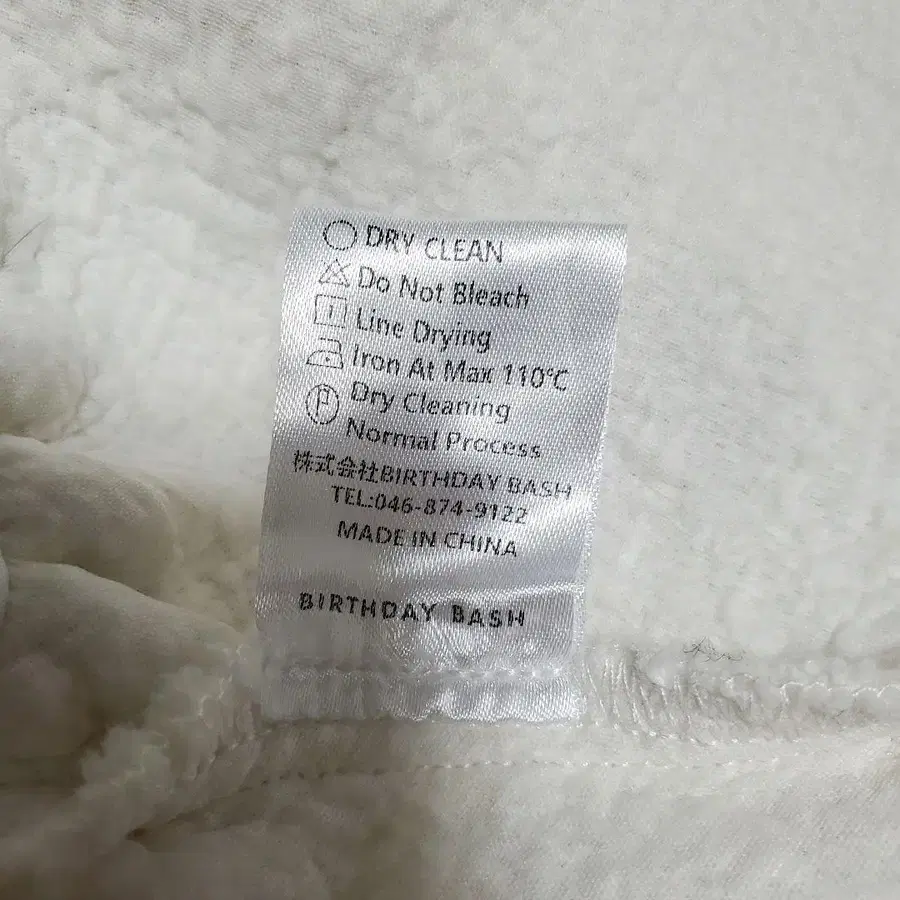 DRY CLEAN
Do Not Bleach
Line Drying
Iron At Max 110℃
P Dry Cleaning
Normal Process
株式会社BIRTHDAY BASH
TEL:046-874-9122
MADE IN CHINA
BIRTHDAY BASH